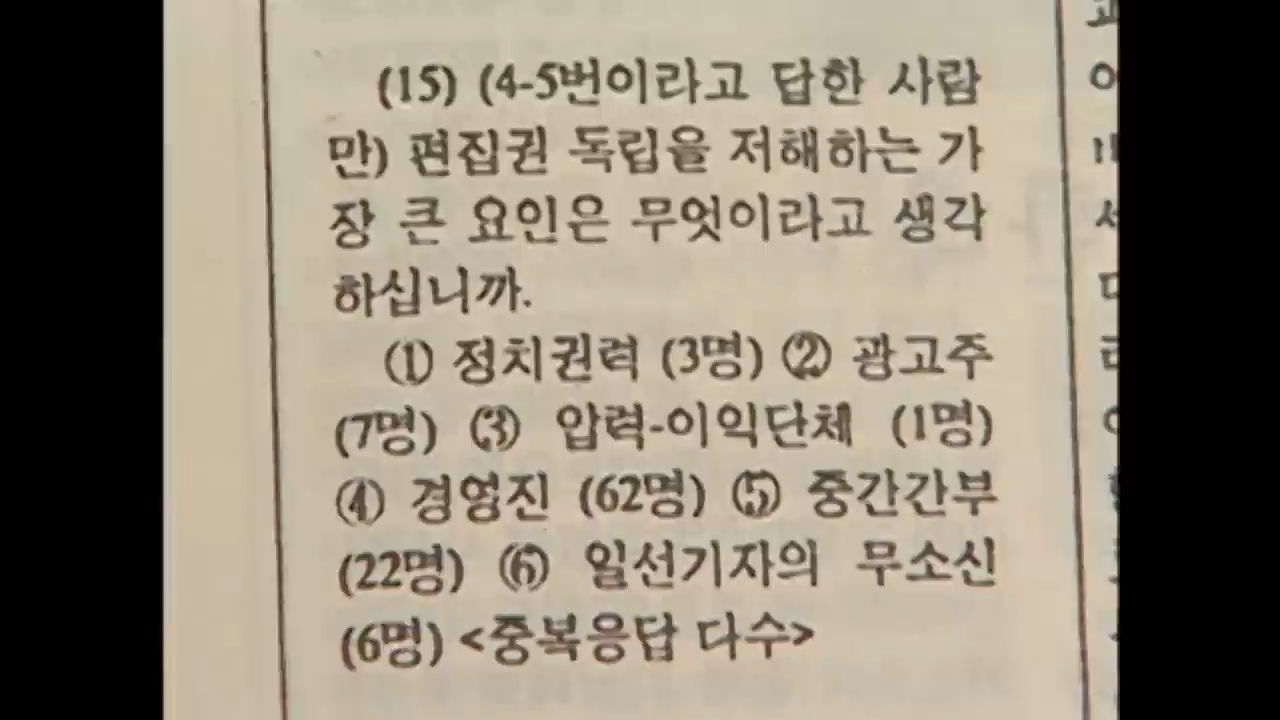 (15) (4-5번이라고 답한 사람
만) 편집권 독립을 저해하는 가
장 큰 요인은 무엇이라고 생각
하십니까.
① 정치권력 (3명) ② 광고주
(7명) ③ 압력-이익단체 (1명)
④ 경영진 (62명) ⑤ 중간간부
(22명) ⑥ 일선기자의 무소신
(6명) <중복응답 다수>